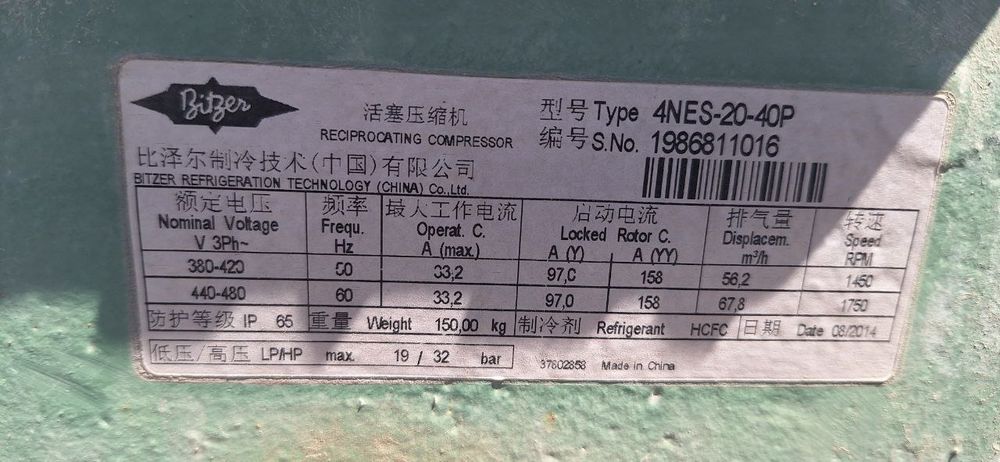 Bitzer
活塞压缩机
RECIPROCATING COMPRESSOR
型号 Type 4NES-20-40P
编号 S.No. 1986811016
比泽尔制冷技术(中国)有限公司
BITZER REFRIGERATION TECHNOLOGY (CHINA) Co.,Ltd.
额定电压 频率 最大工作电流 启动电流 排气量 转速
Nominal Voltage Frequ. Operat. C. Locked Rotor C. Displacem. Speed
V 3Ph~ Hz A (max.) A (Y) A (YY) m³/h RPM
380-420 50 33,2 97,0 158 56,2 1450
440-480 60 33,2 97,0 158 67,8 1750
防护等级 IP 65 重量 Weight 150,00 kg 制冷剂 Refrigerant HCFC 日期 Date 08/2014
低压/高压 LP/HP max. 19 / 32 bar
37802858 Made in China